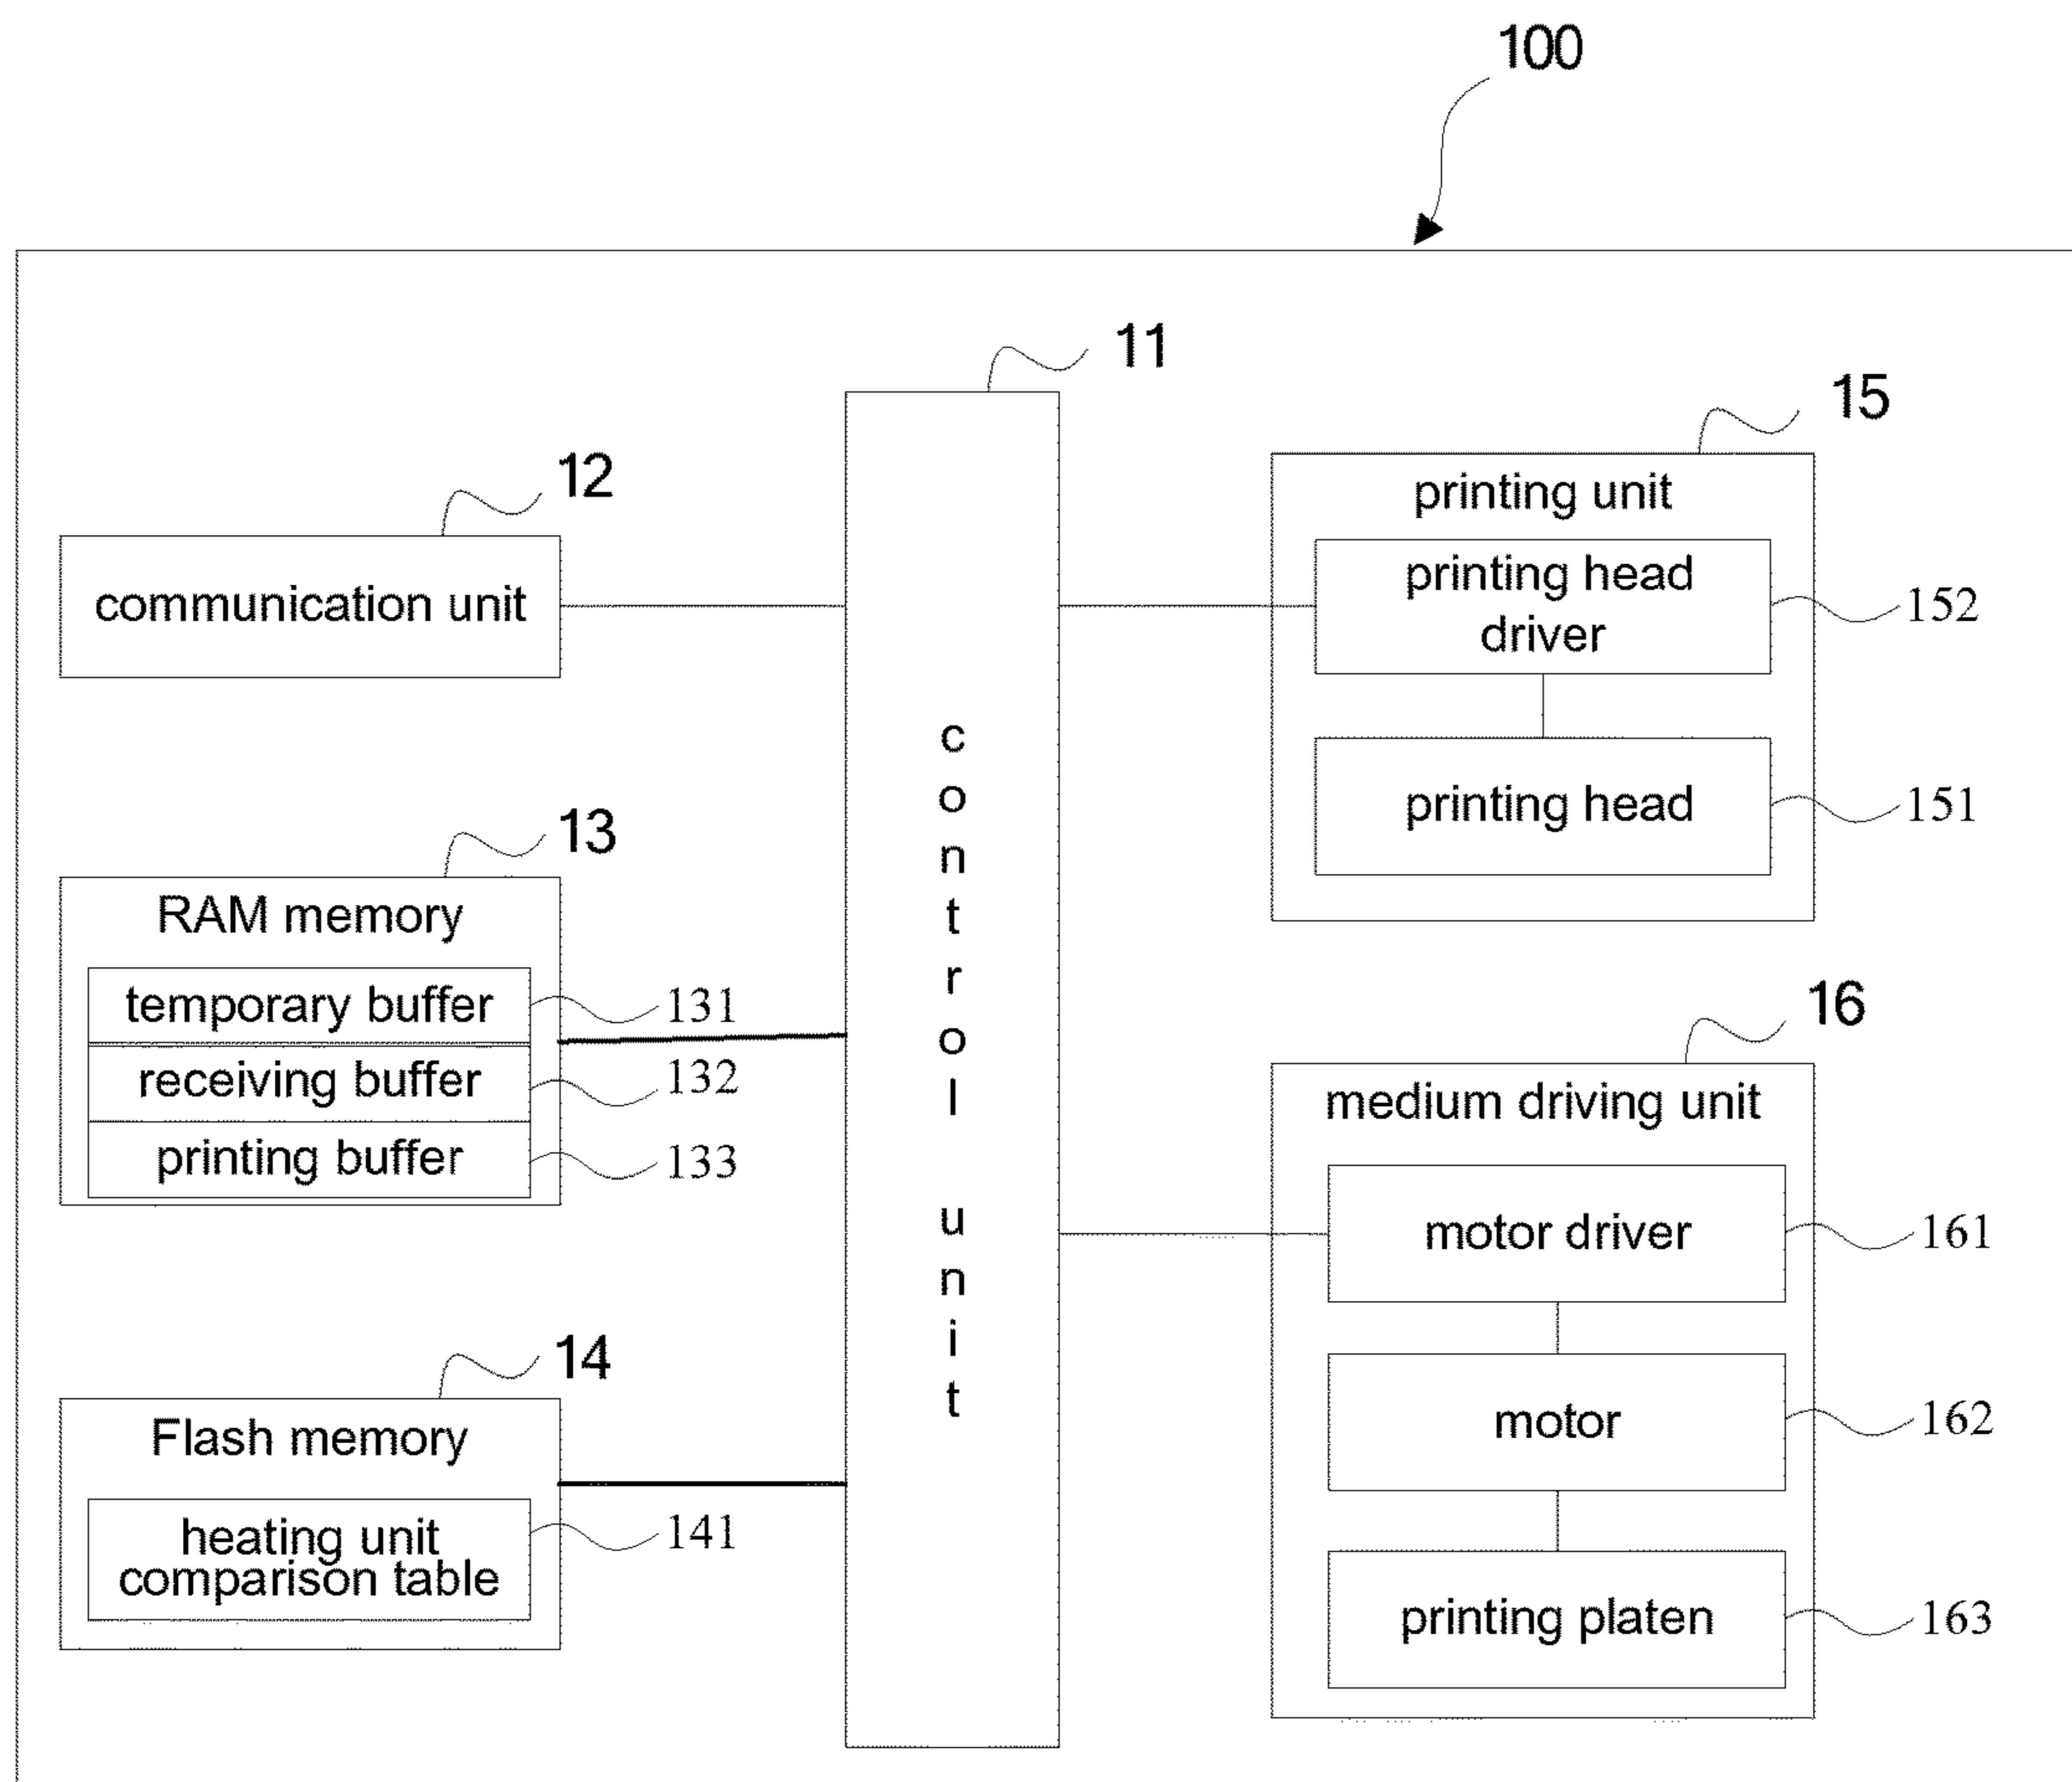 100
11
12
communication unit
13
RAM memory
temporary buffer
131
receiving buffer
132
printing buffer
133
14
Flash memory
heating unit
comparison table
141
control unit
15
printing unit
printing head
driver
152
printing head
151
16
medium driving unit
motor driver
161
motor
162
printing platen
163